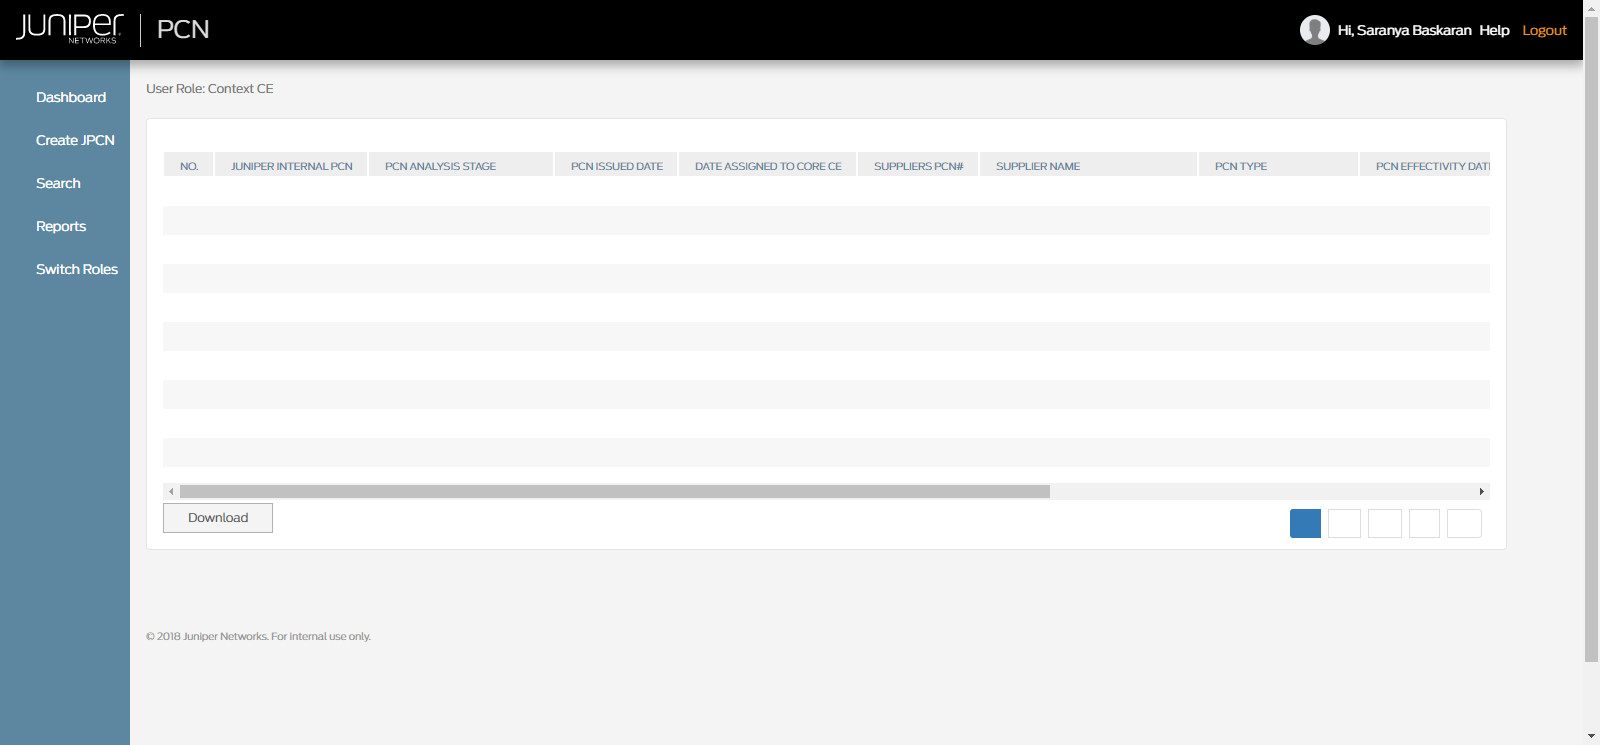 JUNIPEr NETWORKS PCN
Hi, Saranya Baskaran Help Logout
Dashboard
Create JPCN
Search
Reports
Switch Roles
User Role: Context CE
NO. JUNIPER INTERNAL PCN PCN ANALYSIS STAGE PCN ISSUED DATE DATE ASSIGNED TO CORE CE SUPPLIERS PCN# SUPPLIER NAME PCN TYPE PCN EFFECTIVITY DAT
Download
© 2018 Juniper Networks. For internal use only.